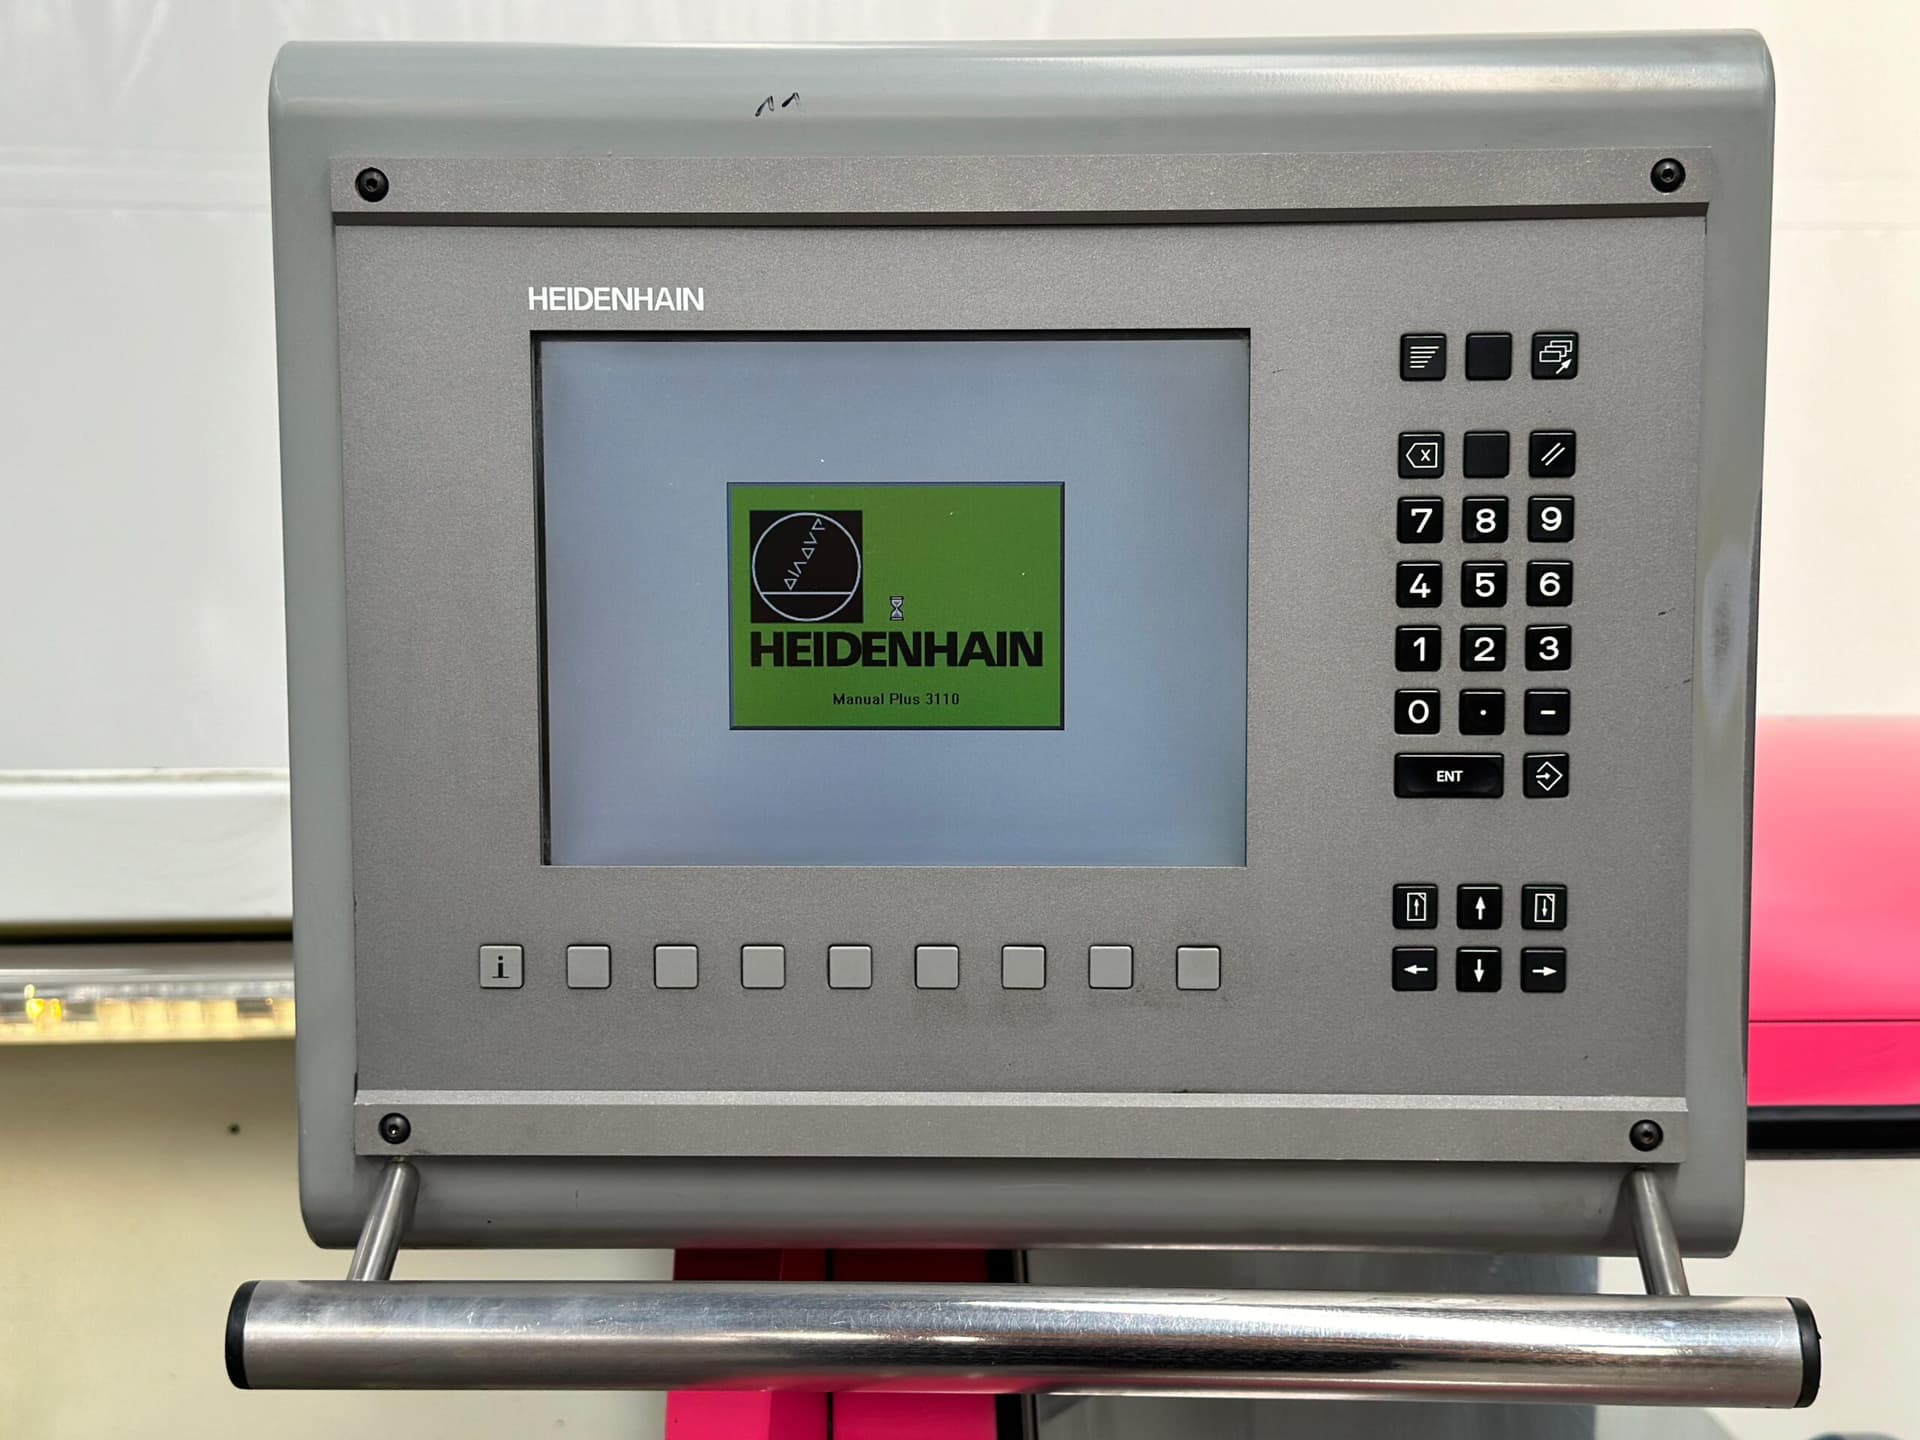 HEIDENHAIN
HEIDENHAIN
Manual Plus 3110
X
7 8 9
4 5 6
1 2 3
0 . -
ENT
i